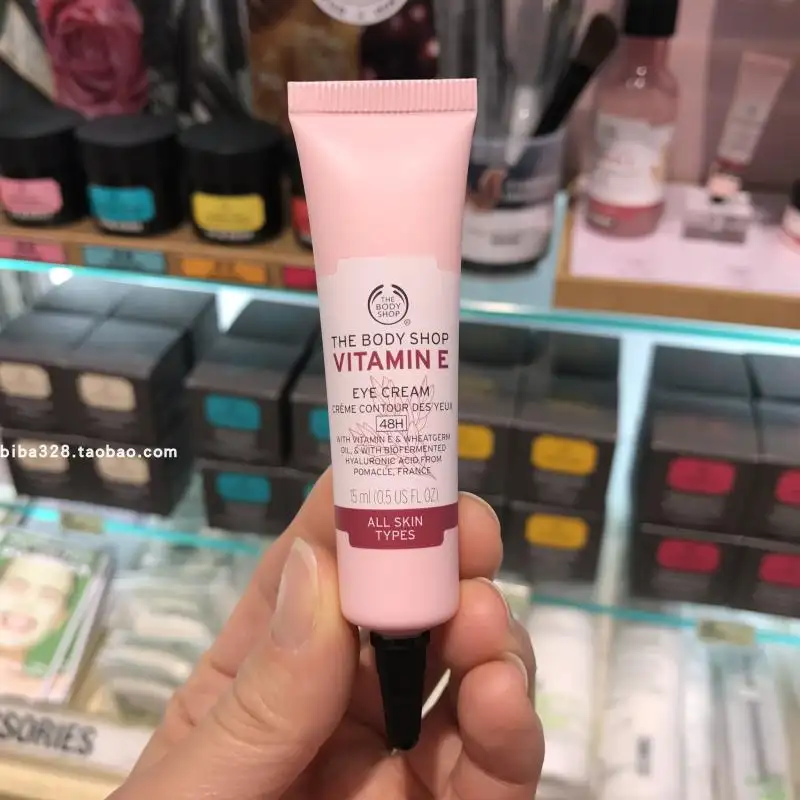 THE
BODY
SHOP
®
THE BODY SHOP
VITAMIN E
EYE CREAM
CRÈME CONTOUR DES YEUX
48H
WITH VITAMIN E & WHEATGERM
OIL, & WITH BIOFERMENTED
HYALURONIC ACID FROM
POMACLE, FRANCE
15 ml (0.5 US FL OZ)
ALL SKIN
TYPES
biba328.taobao.com
SORIES